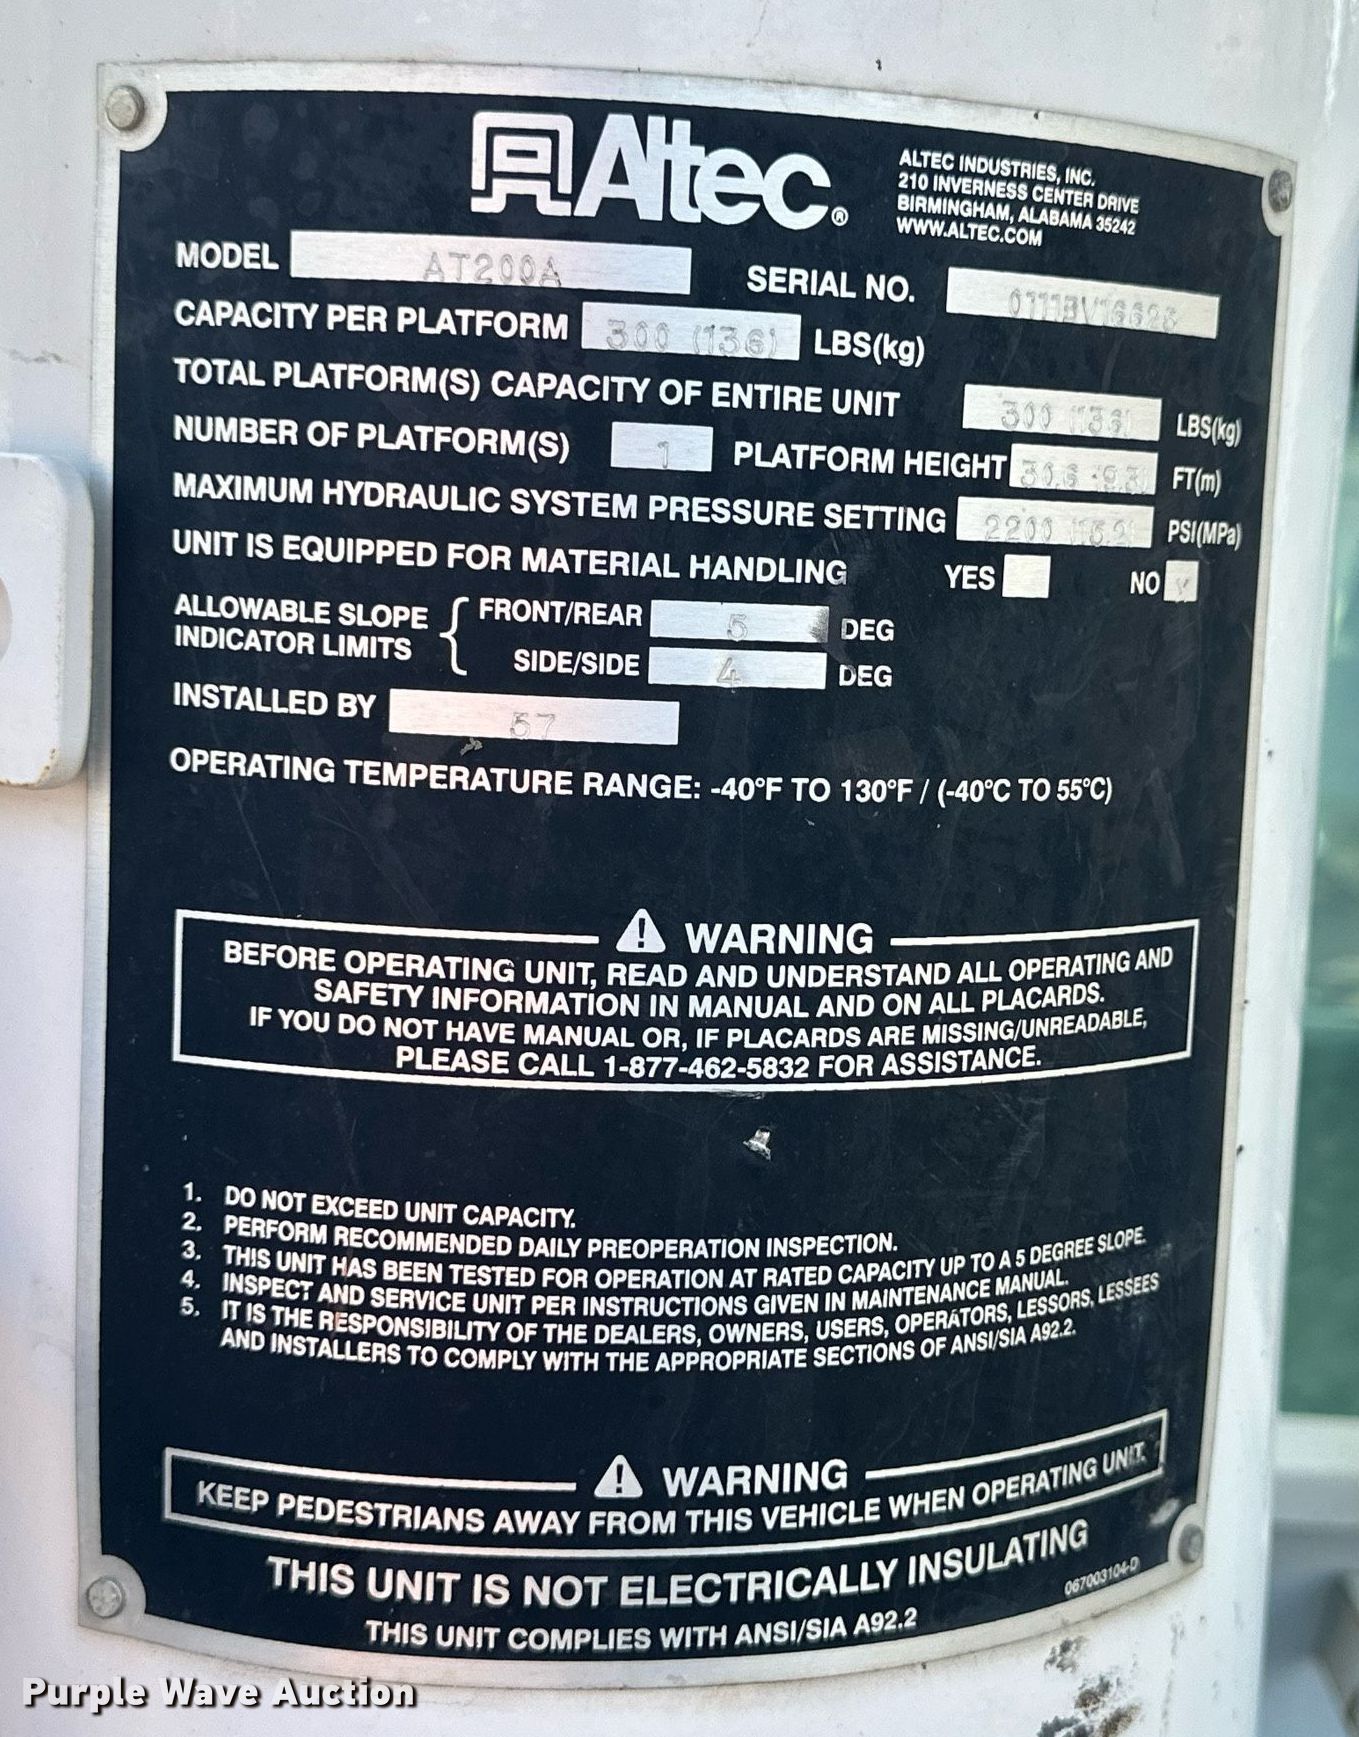 Altec®
ALTEC INDUSTRIES, INC.
210 INVERNESS CENTER DRIVE
BIRMINGHAM, ALABAMA 35242
WWW.ALTEC.COM
MODEL AT200A SERIAL NO.
CAPACITY PER PLATFORM 300 (136) LBS(kg)
TOTAL PLATFORM(S) CAPACITY OF ENTIRE UNIT 300 (136) LBS(kg)
NUMBER OF PLATFORM(S) 1 PLATFORM HEIGHT FT(m)
MAXIMUM HYDRAULIC SYSTEM PRESSURE SETTING 2200 (15.2) PSI(MPa)
UNIT IS EQUIPPED FOR MATERIAL HANDLING YES NO X
ALLOWABLE SLOPE INDICATOR LIMITS { FRONT/REAR 5 DEG
SIDE/SIDE 4 DEG
INSTALLED BY 57
OPERATING TEMPERATURE RANGE: -40°F TO 130°F / (-40°C TO 55°C)
WARNING
BEFORE OPERATING UNIT, READ AND UNDERSTAND ALL OPERATING AND
SAFETY INFORMATION IN MANUAL AND ON ALL PLACARDS.
IF YOU DO NOT HAVE MANUAL OR, IF PLACARDS ARE MISSING/UNREADABLE,
PLEASE CALL 1-877-462-5832 FOR ASSISTANCE.
1. DO NOT EXCEED UNIT CAPACITY.
2. PERFORM RECOMMENDED DAILY PREOPERATION INSPECTION.
3. THIS UNIT HAS BEEN TESTED FOR OPERATION AT RATED CAPACITY UP TO A 5 DEGREE SLOPE.
4. INSPECT AND SERVICE UNIT PER INSTRUCTIONS GIVEN IN MAINTENANCE MANUAL.
5. IT IS THE RESPONSIBILITY OF THE DEALERS, OWNERS, USERS, OPERATORS, LESSORS, LESSEES
AND INSTALLERS TO COMPLY WITH THE APPROPRIATE SECTIONS OF ANSI/SIA A92.2.
WARNING
KEEP PEDESTRIANS AWAY FROM THIS VEHICLE WHEN OPERATING UNIT.
THIS UNIT IS NOT ELECTRICALLY INSULATING
067003104-D
THIS UNIT COMPLIES WITH ANSI/SIA A92.2
Purple Wave Auction